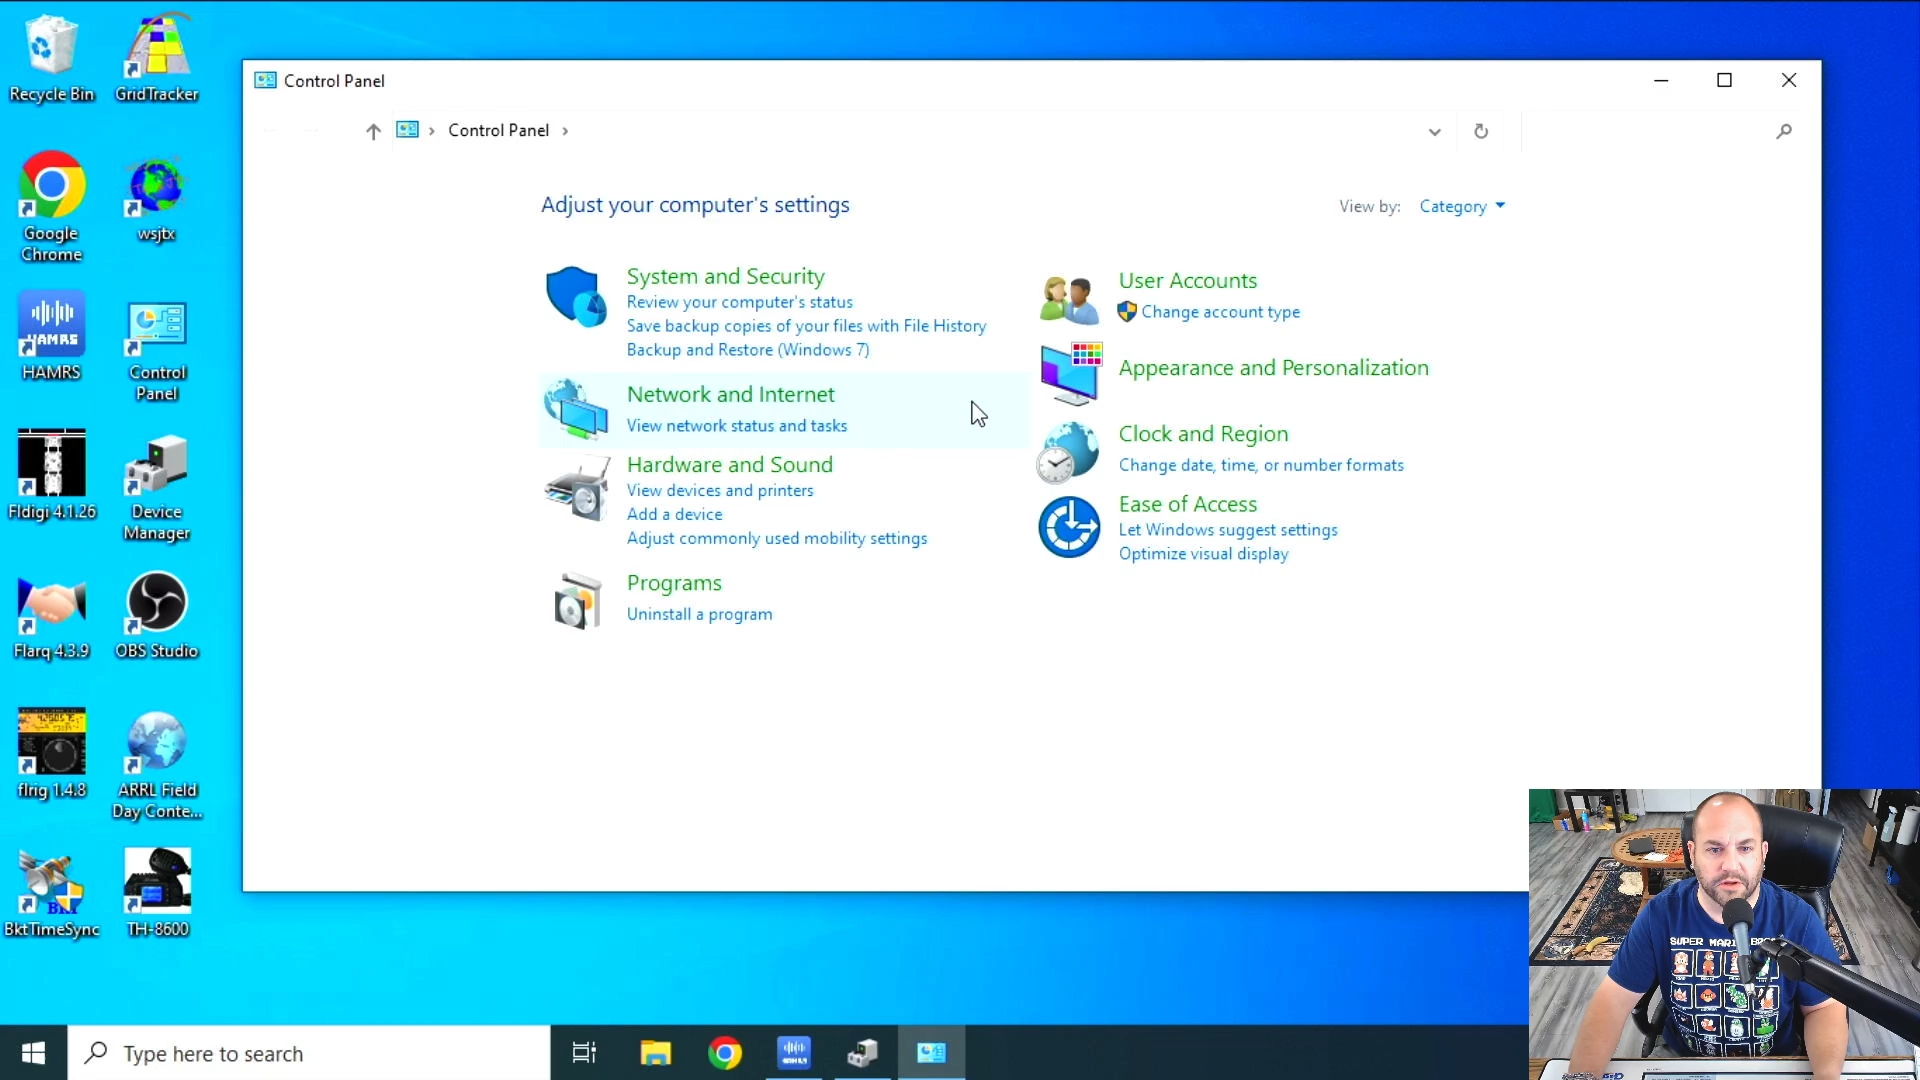 Recycle Bin
GridTracker
Google
Chrome
wsjtx
HAMRS
HAMRS
Control
Panel
Fldigi 4.1.26
Device
Manager
Flarq 4.3.9
OBS Studio
flrig 1.4.8
ARRL Field
Day Conte...
BktTimeSync
TH-8600
Control Panel
Control Panel
Adjust your computer's settings
View by: Category
System and Security
Review your computer's status
Save backup copies of your files with File History
Backup and Restore (Windows 7)
Network and Internet
View network status and tasks
Hardware and Sound
View devices and printers
Add a device
Adjust commonly used mobility settings
Programs
Uninstall a program
User Accounts
Change account type
Appearance and Personalization
Clock and Region
Change date, time, or number formats
Ease of Access
Let Windows suggest settings
Optimize visual display
SUPER MARI
Type here to search